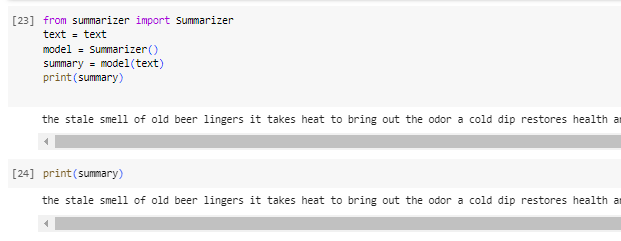 [23] from summarizer import Summarizer
text = text
model = Summarizer()
summary = model(text)
print(summary)
the stale smell of old beer lingers it takes heat to bring out the odor a cold dip restores health
[24] print(summary)
the stale smell of old beer lingers it takes heat to bring out the odor a cold dip restores health